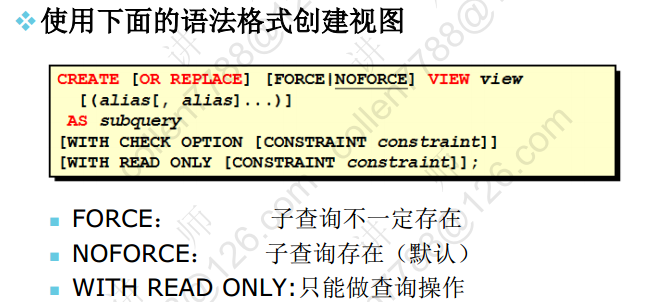 使用下面的语法格式创建视图
CREATE [OR REPLACE] [FORCE|NOFORCE] VIEW view
[(alias[, alias]...)]
AS subquery
[WITH CHECK OPTION [CONSTRAINT constraint]]
[WITH READ ONLY [CONSTRAINT constraint]];
FORCE： 子查询不一定存在
NOFORCE： 子查询存在（默认）
WITH READ ONLY:只能做查询操作